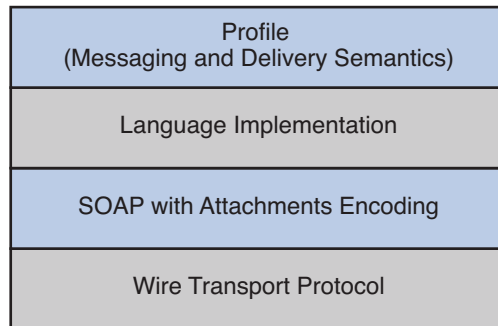 Profile
(Messaging and Delivery Semantics)
Language Implementation
SOAP with Attachments Encoding
Wire Transport Protocol